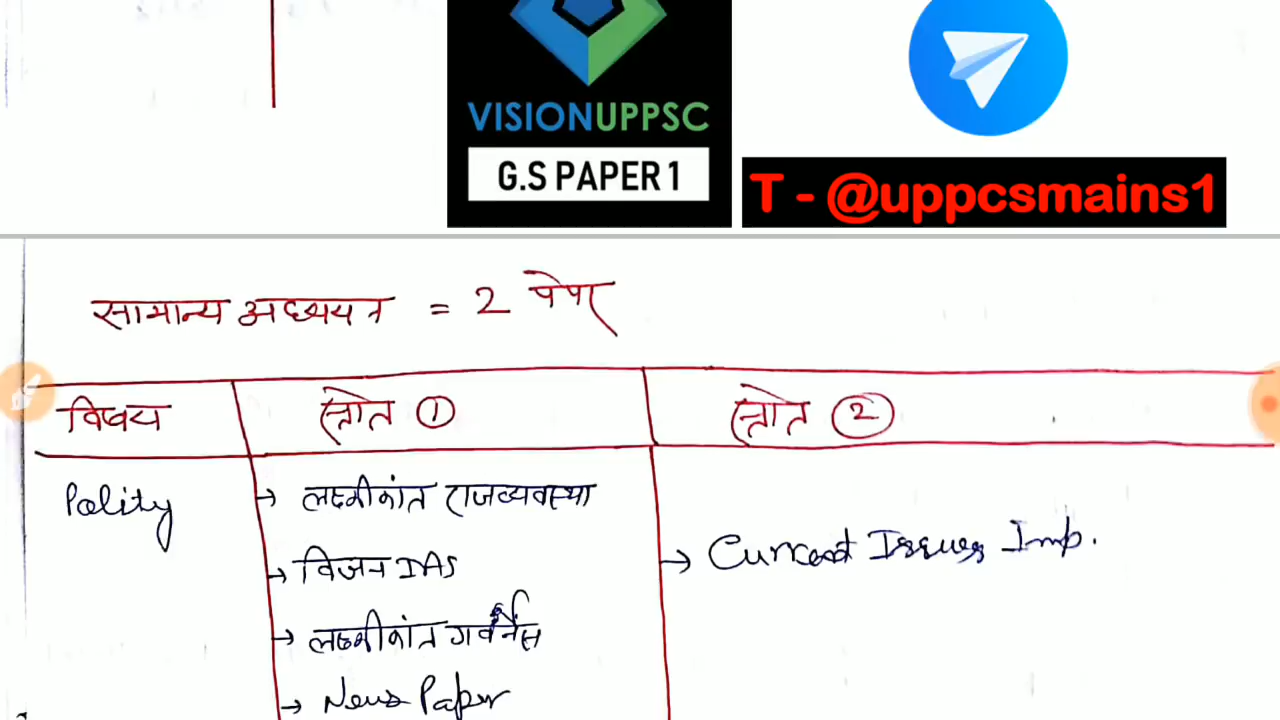 VISIONUPPSC
G.S PAPER 1
T - @uppcsmains1
सामान्य अध्ययन = 2 पेपर
विषय स्त्रोत ① स्त्रोत ②
Polity → लक्ष्मीकांत राजव्यवस्था
→ Current Issues Imp.
→ विजन IAS
→ लक्ष्मीकांत गवर्नेंस
→ News Paper